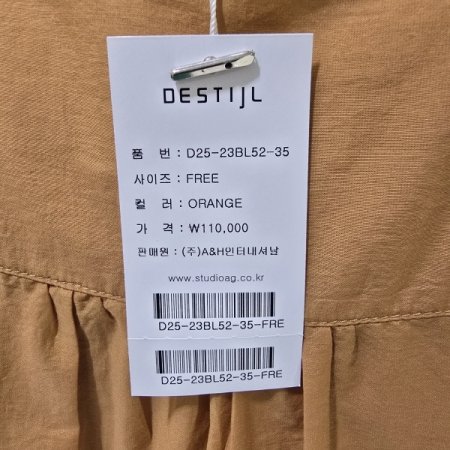 DESTIJL
품 번 : D25-23BL52-35
사이즈 : FREE
컬 러 : ORANGE
가 격 : ₩110,000
판매원 : (주)A&H인터내셔날
www.studioag.co.kr
D25-23BL52-35-FRE
D25-23BL52-35-FRE